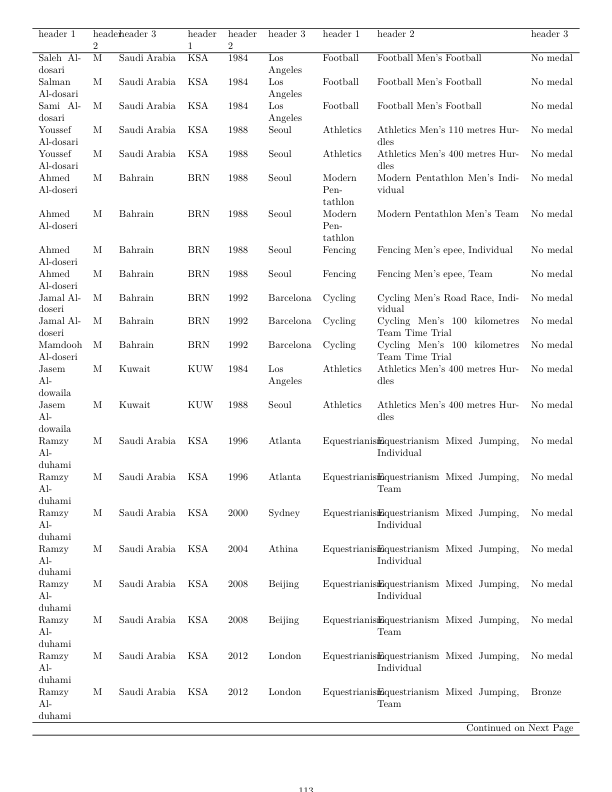 header 1 header 2 header 3 header 1 header 2 header 3 header 1 header 2 header 3
Saleh Al-dosari M Saudi Arabia KSA 1984 Los Angeles Football Football Men's Football No medal
Salman Al-dosari M Saudi Arabia KSA 1984 Los Angeles Football Football Men's Football No medal
Sami Al-dosari M Saudi Arabia KSA 1984 Los Angeles Football Football Men's Football No medal
Youssef Al-dosari M Saudi Arabia KSA 1988 Seoul Athletics Athletics Men's 110 metres Hur-dles No medal
Youssef Al-dosari M Saudi Arabia KSA 1988 Seoul Athletics Athletics Men's 400 metres Hur-dles No medal
Ahmed Al-doseri M Bahrain BRN 1988 Seoul Modern Pen-tathlon Modern Pentathlon Men's Indi-vidual No medal
Ahmed Al-doseri M Bahrain BRN 1988 Seoul Modern Pen-tathlon Modern Pentathlon Men's Team No medal
Ahmed Al-doseri M Bahrain BRN 1988 Seoul Fencing Fencing Men's epee, Individual No medal
Ahmed Al-doseri M Bahrain BRN 1988 Seoul Fencing Fencing Men's epee, Team No medal
Jamal Al-doseri M Bahrain BRN 1992 Barcelona Cycling Cycling Men's Road Race, Indi-vidual No medal
Jamal Al-doseri M Bahrain BRN 1992 Barcelona Cycling Cycling Men's 100 kilometres Team Time Trial No medal
Mamdooh Al-doseri M Bahrain BRN 1992 Barcelona Cycling Cycling Men's 100 kilometres Team Time Trial No medal
Jasem Al-dowaila M Kuwait KUW 1984 Los Angeles Athletics Athletics Men's 400 metres Hur-dles No medal
Jasem Al-dowaila M Kuwait KUW 1988 Seoul Athletics Athletics Men's 400 metres Hur-dles No medal
Ramzy Al-duhami M Saudi Arabia KSA 1996 Atlanta Equestrianism Equestrianism Mixed Jumping, Individual No medal
Ramzy Al-duhami M Saudi Arabia KSA 1996 Atlanta Equestrianism Equestrianism Mixed Jumping, Team No medal
Ramzy Al-duhami M Saudi Arabia KSA 2000 Sydney Equestrianism Equestrianism Mixed Jumping, Individual No medal
Ramzy Al-duhami M Saudi Arabia KSA 2004 Athina Equestrianism Equestrianism Mixed Jumping, Individual No medal
Ramzy Al-duhami M Saudi Arabia KSA 2008 Beijing Equestrianism Equestrianism Mixed Jumping, Individual No medal
Ramzy Al-duhami M Saudi Arabia KSA 2008 Beijing Equestrianism Equestrianism Mixed Jumping, Team No medal
Ramzy Al-duhami M Saudi Arabia KSA 2012 London Equestrianism Equestrianism Mixed Jumping, Individual No medal
Ramzy Al-duhami M Saudi Arabia KSA 2012 London Equestrianism Equestrianism Mixed Jumping, Team Bronze
Continued on Next Page
113